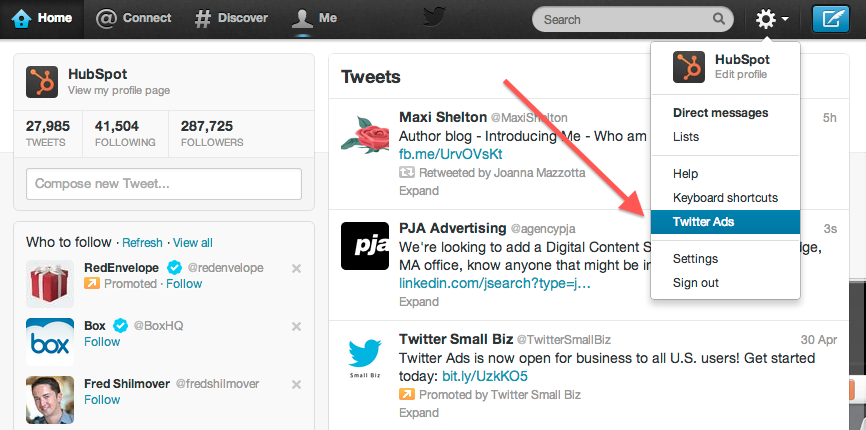 Home
@ Connect
# Discover
Me
Search
HubSpot
View my profile page
27,985
TWEETS
41,504
FOLLOWING
287,725
FOLLOWERS
Compose new Tweet...
Who to follow · Refresh · View all
RedEnvelope @redenvelope
Promoted · Follow
box
Box @BoxHQ
Follow
Fred Shilmover @fredshilmover
Follow
Tweets
Maxi Shelton @MaxiShelton 5h
Author blog - Introducing Me - Who am
fb.me/UrvOVsKt
Retweeted by Joanna Mazzotta
Expand
pja
PJA Advertising @agencypja 3s
We're looking to add a Digital Content S dge,
MA office, know anyone that might be in
linkedin.com/jsearch?type=j...
Expand
Small Biz
Twitter Small Biz @TwitterSmallBiz 30 Apr
Twitter Ads is now open for business to all U.S. users! Get started
today: bit.ly/UzkKO5
Promoted by Twitter Small Biz
Expand
HubSpot
Edit profile
Direct messages
Lists
Help
Keyboard shortcuts
Twitter Ads
Settings
Sign out